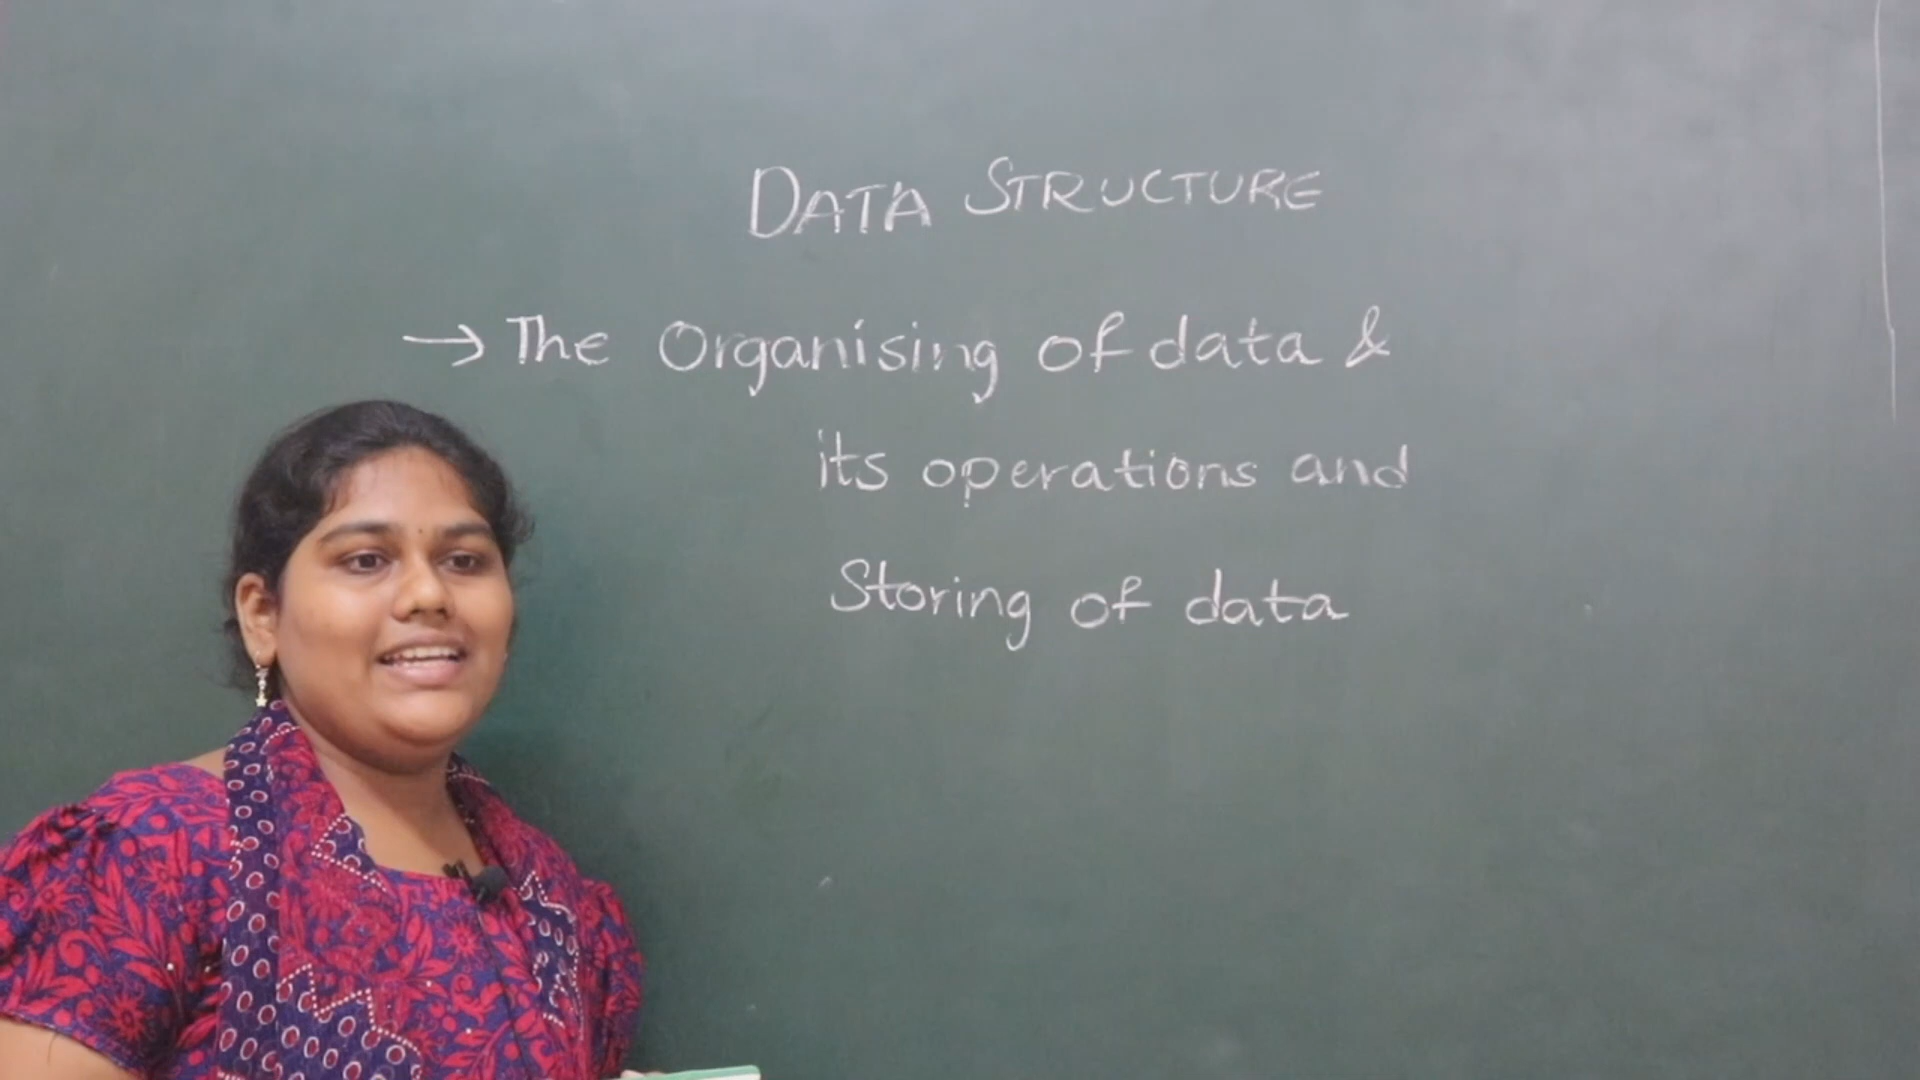 DATA STRUCTURE
→ The Organising of data &
its operations and
Storing of data